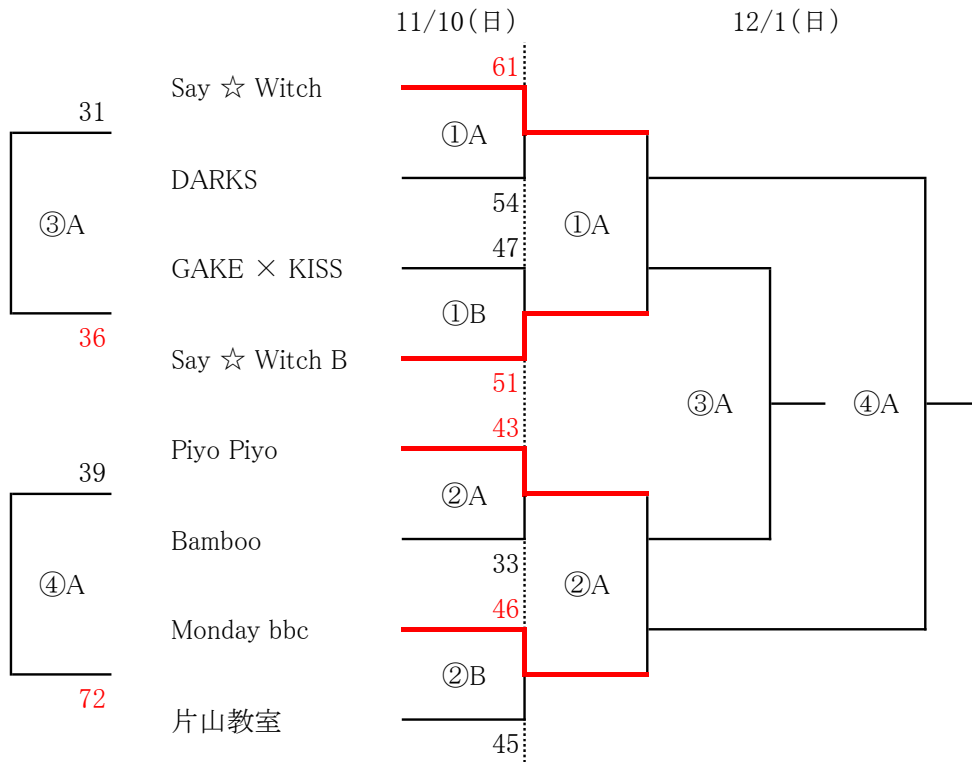 11/10(日) 12/1(日)
61
Say ☆ Witch
31
①A
DARKS
54
③A ①A
47
GAKE × KISS
①B
36
Say ☆ Witch B
51
③A ④A
43
Piyo Piyo
39
②A
Bamboo
33
④A ②A
46
Monday bbc
②B
72
片山教室
45